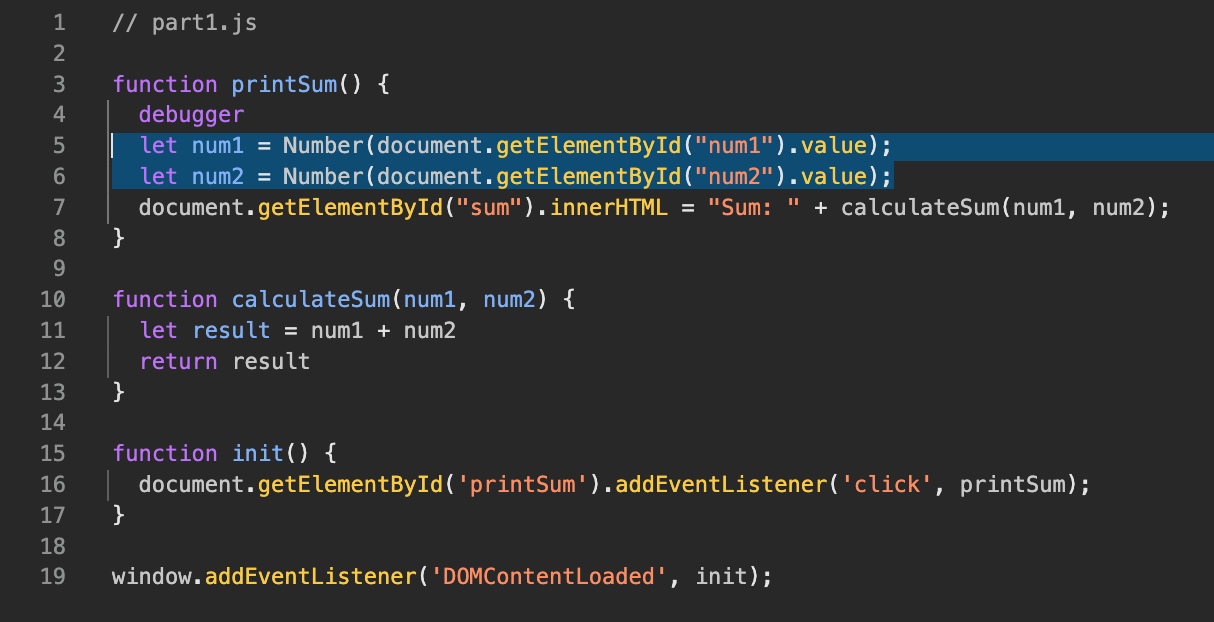 1 // part1.js
2
3 function printSum() {
4   debugger
5   let num1 = Number(document.getElementById("num1").value);
6   let num2 = Number(document.getElementById("num2").value);
7   document.getElementById("sum").innerHTML = "Sum: " + calculateSum(num1, num2);
8 }
9
10 function calculateSum(num1, num2) {
11   let result = num1 + num2
12   return result
13 }
14
15 function init() {
16   document.getElementById('printSum').addEventListener('click', printSum);
17 }
18
19 window.addEventListener('DOMContentLoaded', init);